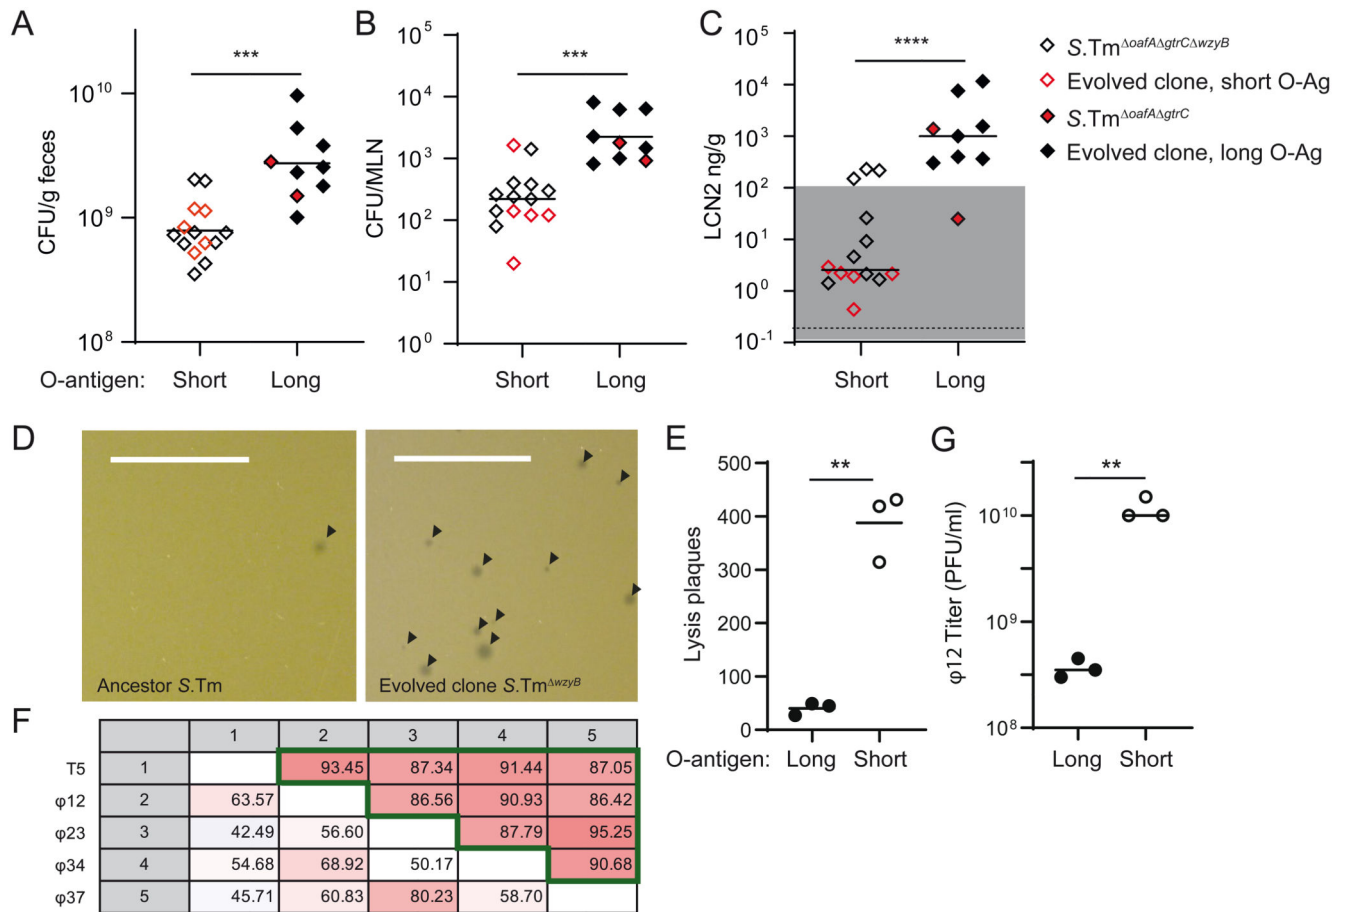 A
CFU/g feces
10^10
10^9
10^8
***
O-antigen: Short Long
B
CFU/MLN
10^5
10^4
10^3
10^2
10^1
10^0
***
Short Long
C
LCN2 ng/g
10^5
10^4
10^3
10^2
10^1
10^0
10^-1
****
Short Long
S.Tm^ΔoafAΔgtrCΔwzyB
Evolved clone, short O-Ag
S.Tm^ΔoafAΔgtrC
Evolved clone, long O-Ag
D
Ancestor S.Tm
Evolved clone S.Tm^ΔwzyB
E
Lysis plaques
500
400
300
200
100
0
**
O-antigen: Long Short
G
φ12 Titer (PFU/ml)
10^10
10^9
10^8
**
Long Short
F
1 2 3 4 5
T5 1 93.45 87.34 91.44 87.05
φ12 2 63.57 86.56 90.93 86.42
φ23 3 42.49 56.60 87.79 95.25
φ34 4 54.68 68.92 50.17 90.68
φ37 5 45.71 60.83 80.23 58.70